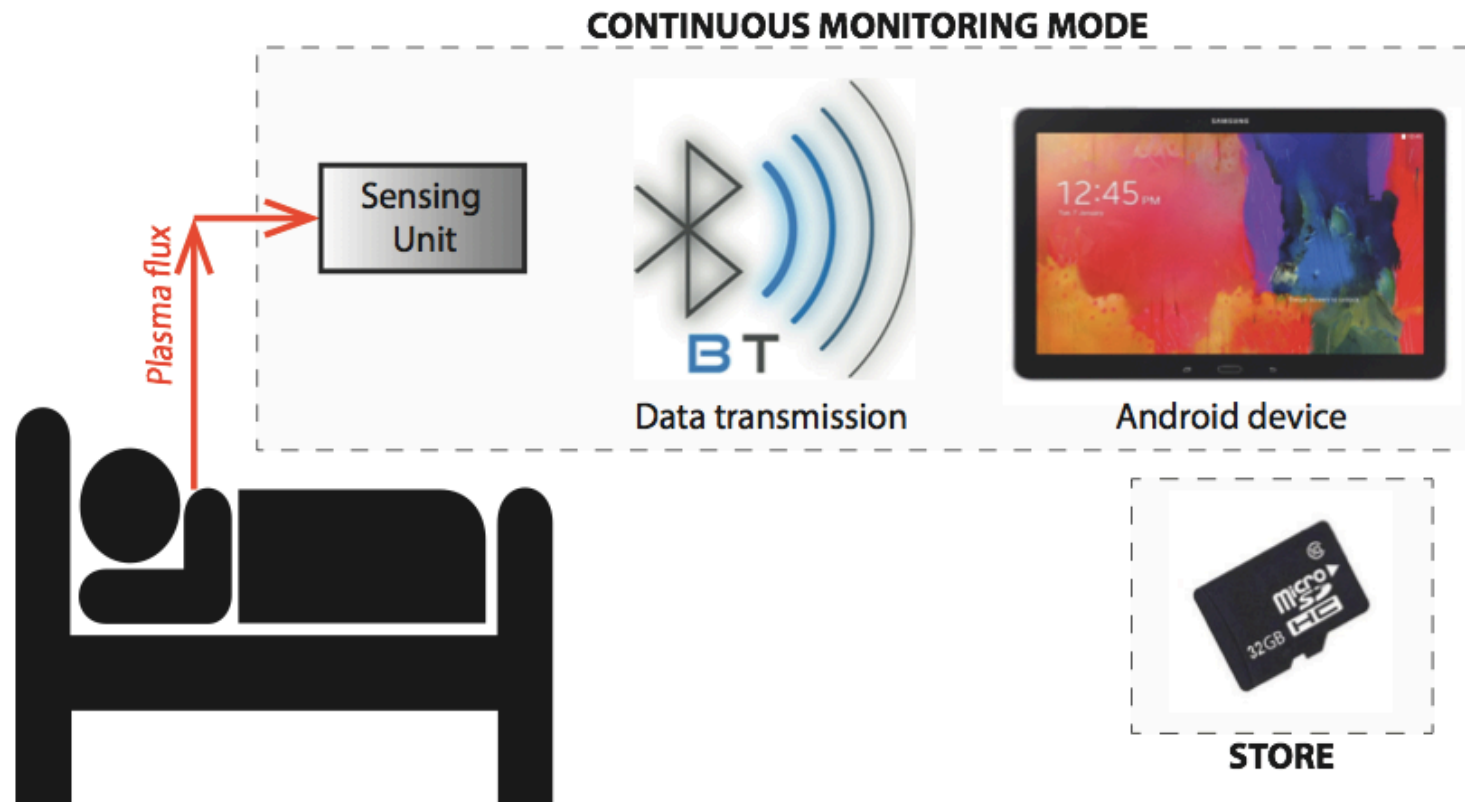 CONTINUOUS MONITORING MODE
Plasma flux
Sensing
Unit
BT
Data transmission
SAMSUNG
12:45 PM
Android device
Micro
SD
HC
32GB
STORE